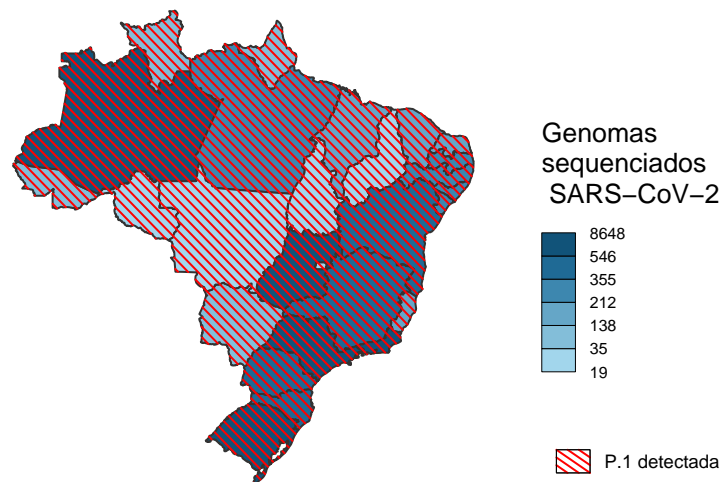 Genomas
sequenciados
SARS−CoV−2
8648
546
355
212
138
35
19
P.1 detectada